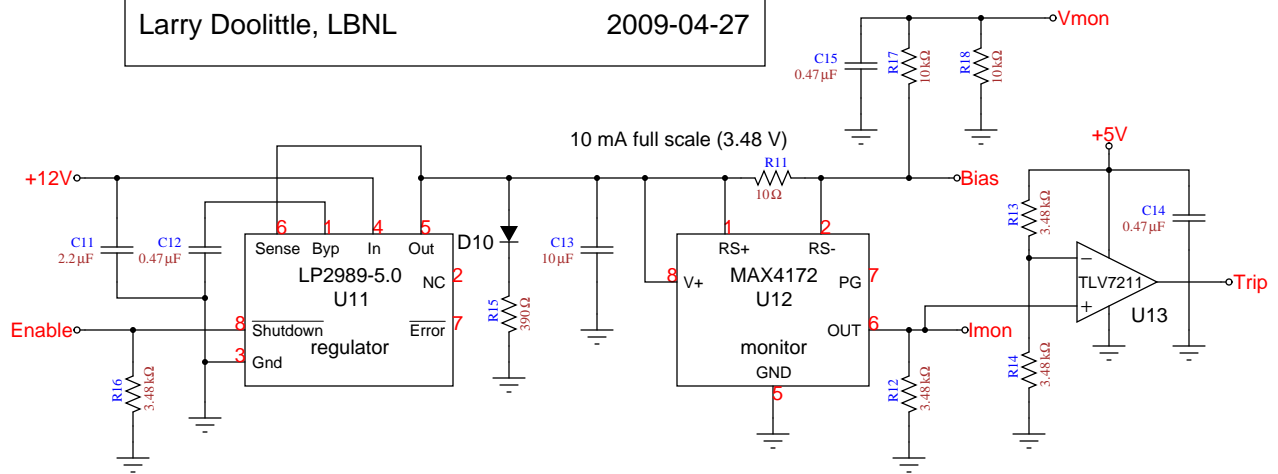 Larry Doolittle, LBNL 2009-04-27
Vmon
C15
0.47μF
R17
10kΩ
R18
10kΩ
10 mA full scale (3.48 V)
+5V
+12V
R11
10Ω
Bias
C11
2.2μF
C12
0.47μF
6 1 4 5
Sense Byp In Out
LP2989-5.0
U11
NC 2
8 Shutdown
Error 7
regulator
3 Gnd
D10
R15
390Ω
C13
10μF
1 2
RS+ RS-
8 V+
MAX4172
U12
PG 7
OUT 6
monitor
GND
5
R13
3.48kΩ
C14
0.47μF
−
TLV7211
+
U13
Trip
Enable
Imon
R16
3.48kΩ
R12
3.48kΩ
R14
3.48kΩ